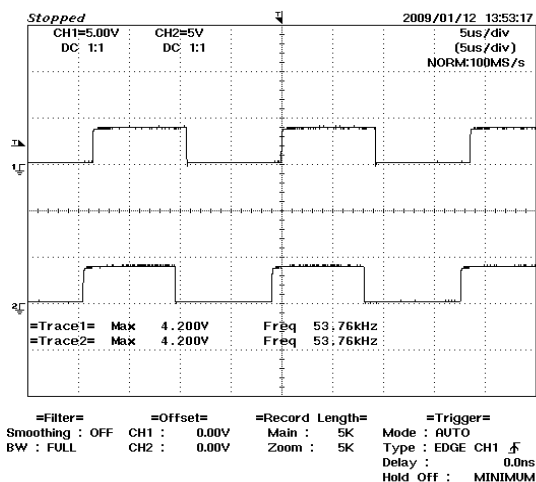 Stopped 2009/01/12 13:53:17
CH1=5.00V CH2=5V 5us/div
DC 1:1 DC 1:1 (5us/div)
NORM:100MS/s
1
2
=Trace1= Max 4.200V Freq 53.76kHz
=Trace2= Max 4.200V Freq 53.76kHz
=Filter= =Offset= =Record Length= =Trigger=
Smoothing : OFF CH1 : 0.00V Main : 5K Mode : AUTO
BW : FULL CH2 : 0.00V Zoom : 5K Type : EDGE CH1
Delay : 0.0ns
Hold Off : MINIMUM